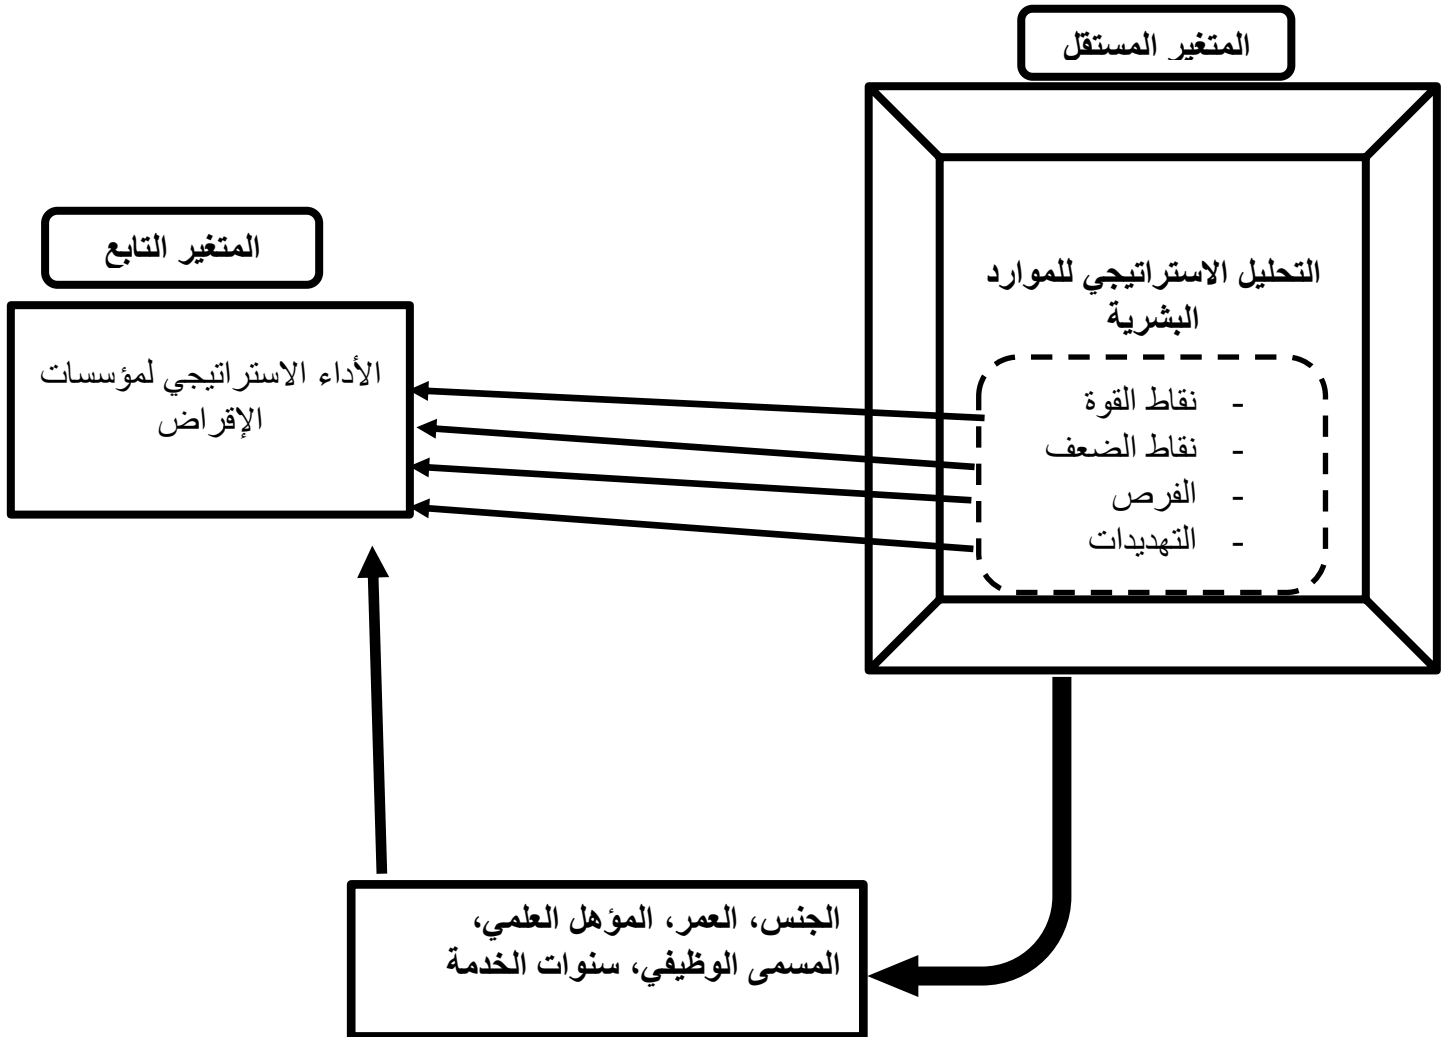 المتغير المستقل
التحليل الاستراتيجي للموارد
البشرية
- نقاط القوة
- نقاط الضعف
- الفرص
- التهديدات
المتغير التابع
الأداء الاستراتيجي لمؤسسات
الإقراض
الجنس، العمر، المؤهل العلمي،
المسمى الوظيفي، سنوات الخدمة